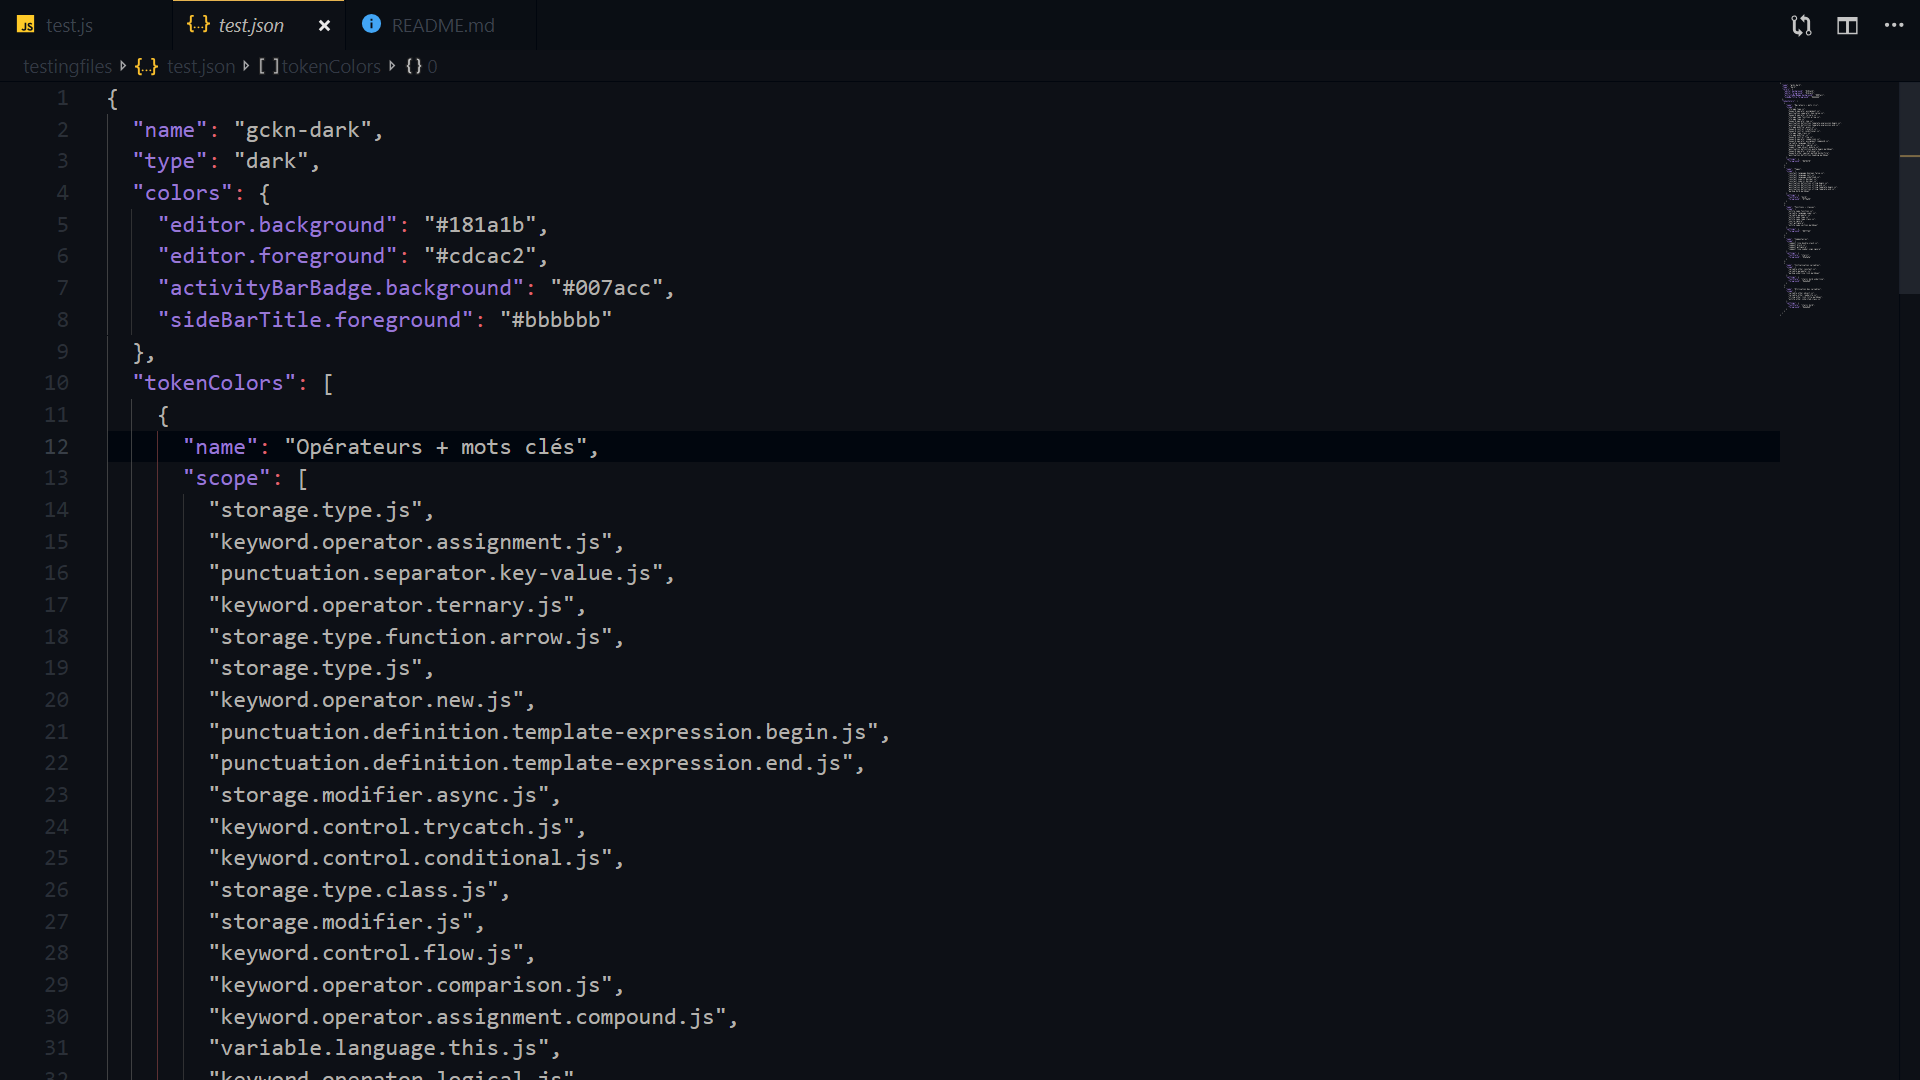 JS test.js {..} test.json × i README.md
testingfiles {..} test.json [ ] tokenColors {} 0
1 {
2 "name": "gckn-dark",
3 "type": "dark",
4 "colors": {
5 "editor.background": "#181a1b",
6 "editor.foreground": "#cdcac2",
7 "activityBarBadge.background": "#007acc",
8 "sideBarTitle.foreground": "#bbbbbb"
9 },
10 "tokenColors": [
11 {
12 "name": "Opérateurs + mots clés",
13 "scope": [
14 "storage.type.js",
15 "keyword.operator.assignment.js",
16 "punctuation.separator.key-value.js",
17 "keyword.operator.ternary.js",
18 "storage.type.function.arrow.js",
19 "storage.type.js",
20 "keyword.operator.new.js",
21 "punctuation.definition.template-expression.begin.js",
22 "punctuation.definition.template-expression.end.js",
23 "storage.modifier.async.js",
24 "keyword.control.trycatch.js",
25 "keyword.control.conditional.js",
26 "storage.type.class.js",
27 "storage.modifier.js",
28 "keyword.control.flow.js",
29 "keyword.operator.comparison.js",
30 "keyword.operator.assignment.compound.js",
31 "variable.language.this.js",
32 "keyword.operator.logical.js"